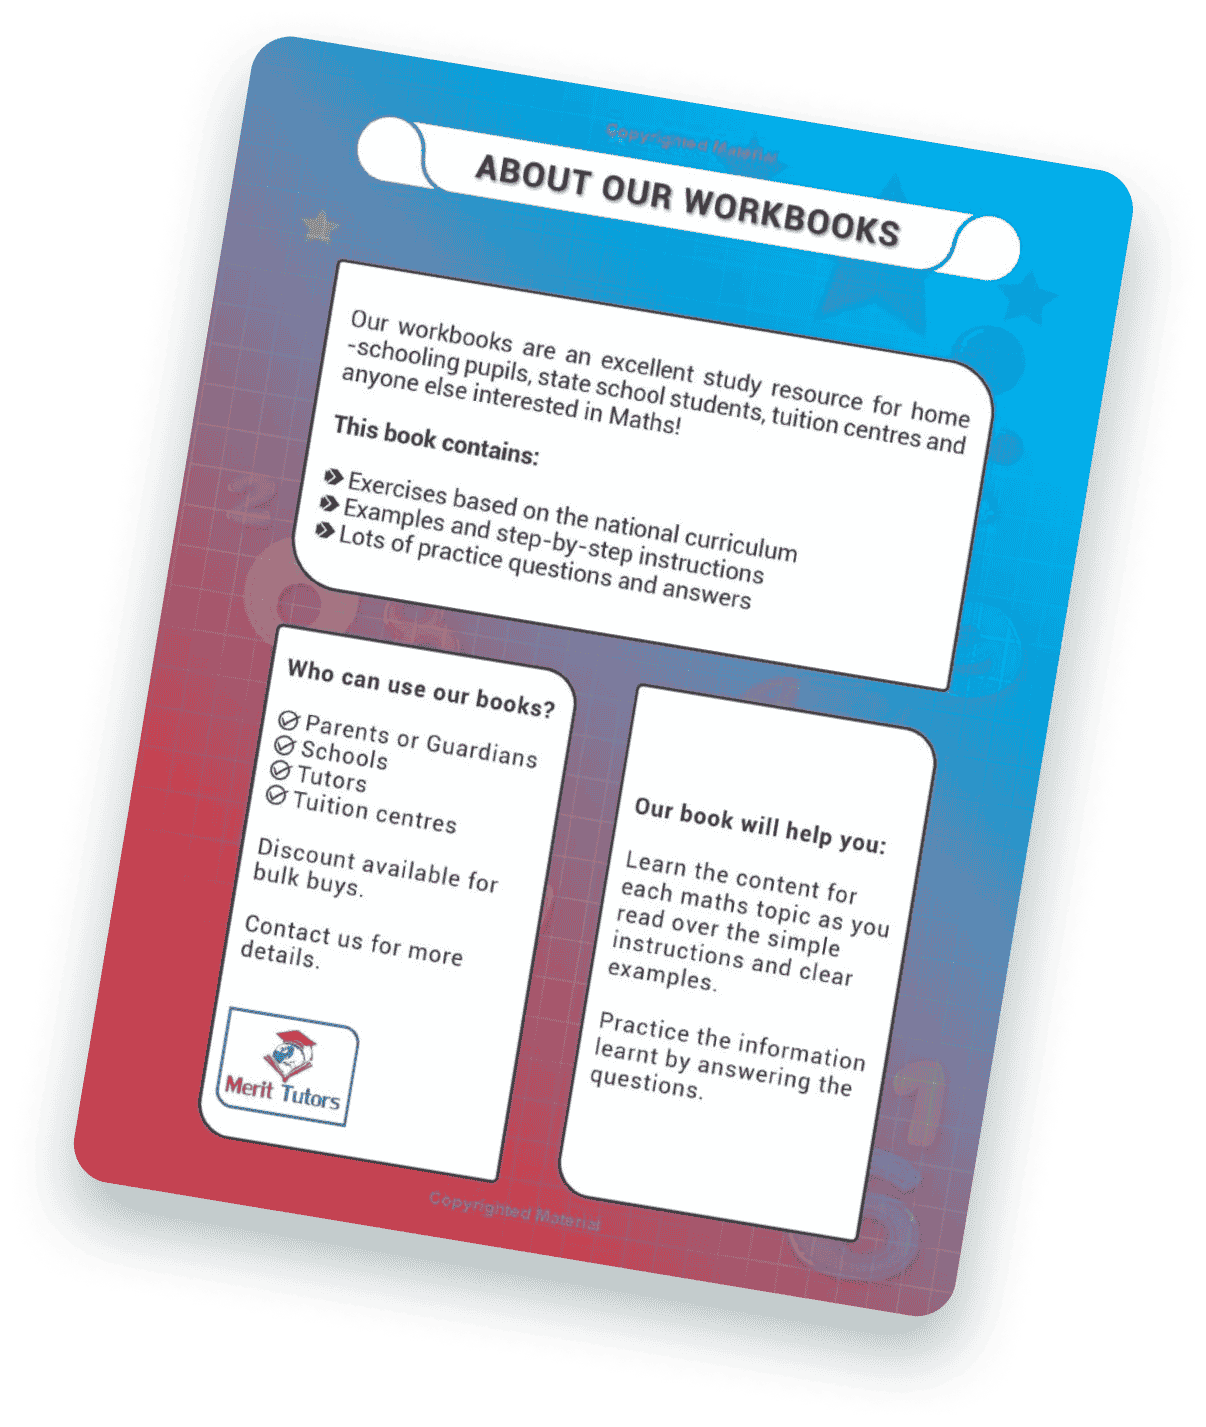 Copyrighted Material
ABOUT OUR WORKBOOKS
Our workbooks are an excellent study resource for home
-schooling pupils, state school students, tuition centres and
anyone else interested in Maths!
This book contains:
Exercises based on the national curriculum
Examples and step-by-step instructions
Lots of practice questions and answers
Who can use our books?
Parents or Guardians
Schools
Tutors
Tuition centres
Discount available for
bulk buys.
Contact us for more
details.
Merit Tutors
Our book will help you:
Learn the content for
each maths topic as you
read over the simple
instructions and clear
examples.
Practice the information
learnt by answering the
questions.
Copyrighted Material
2
8
2
1
6